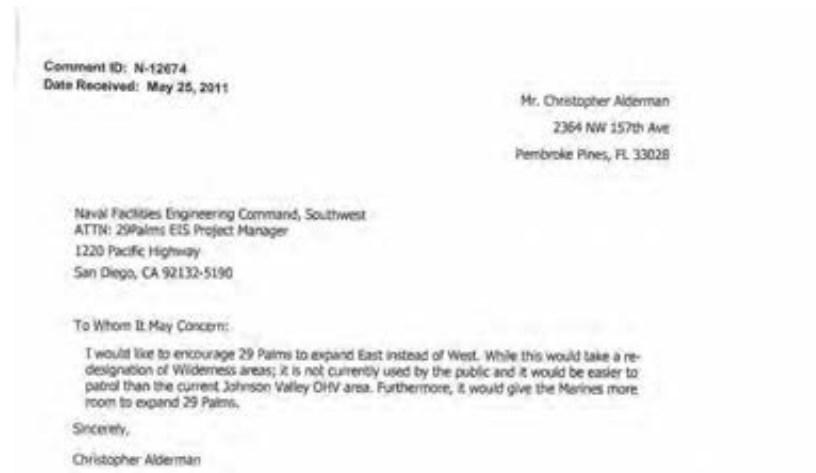 Comment ID: N-12674
Date Received: May 25, 2011
Mr. Christopher Alderman
2364 NW 157th Ave
Pembroke Pines, FL 33028
Naval Facilities Engineering Command, Southwest
ATTN: 29Palms EIS Project Manager
1220 Pacific Highway
San Diego, CA 92132-5190
To Whom It May Concern:
I would like to encourage 29 Palms to expand East instead of West. While this would take a re-
designation of Wilderness areas; it is not currently used by the public and it would be easier to
patrol than the current Johnson Valley OHV area. Furthermore, it would give the Marines more
room to expand 29 Palms.
Sincerely,
Christopher Alderman